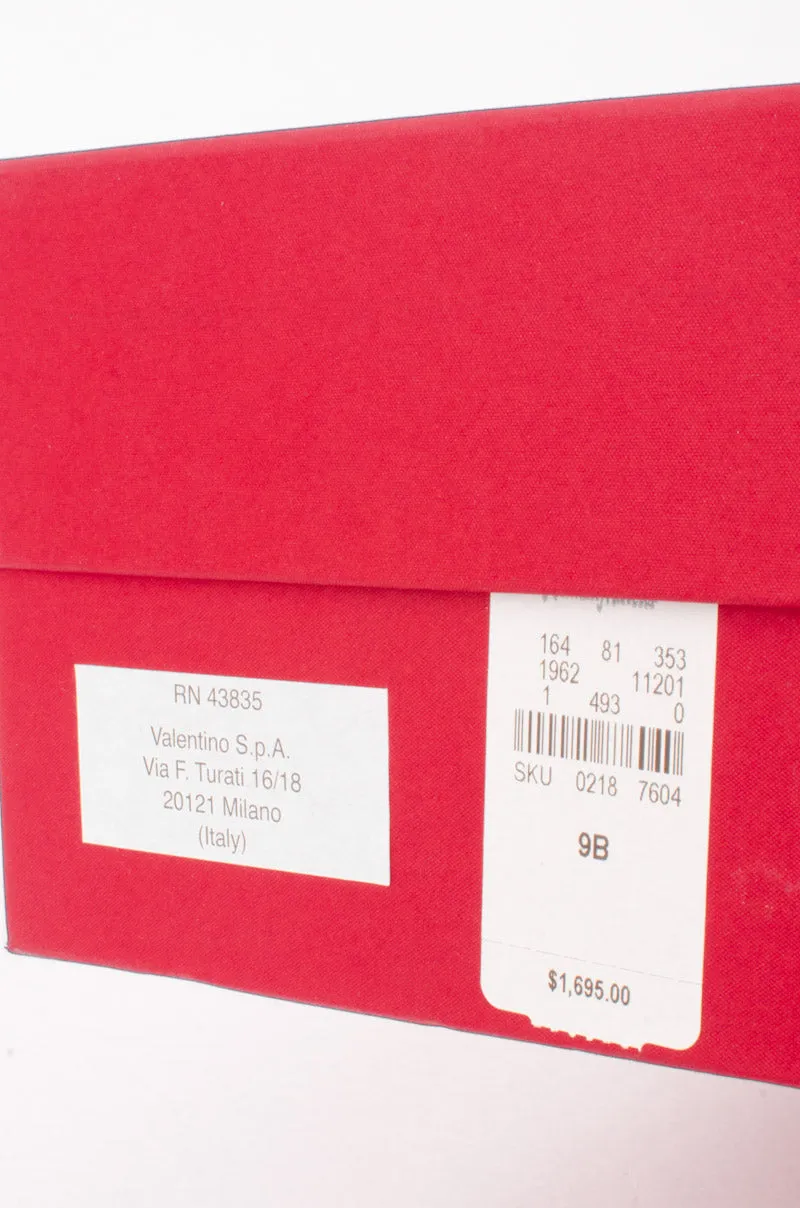 RN 43835
Valentino S.p.A.
Via F. Turati 16/18
20121 Milano
(Italy)
164 81 353
1962 11201
1 493 0
SKU 0218 7604
9B
$1,695.00